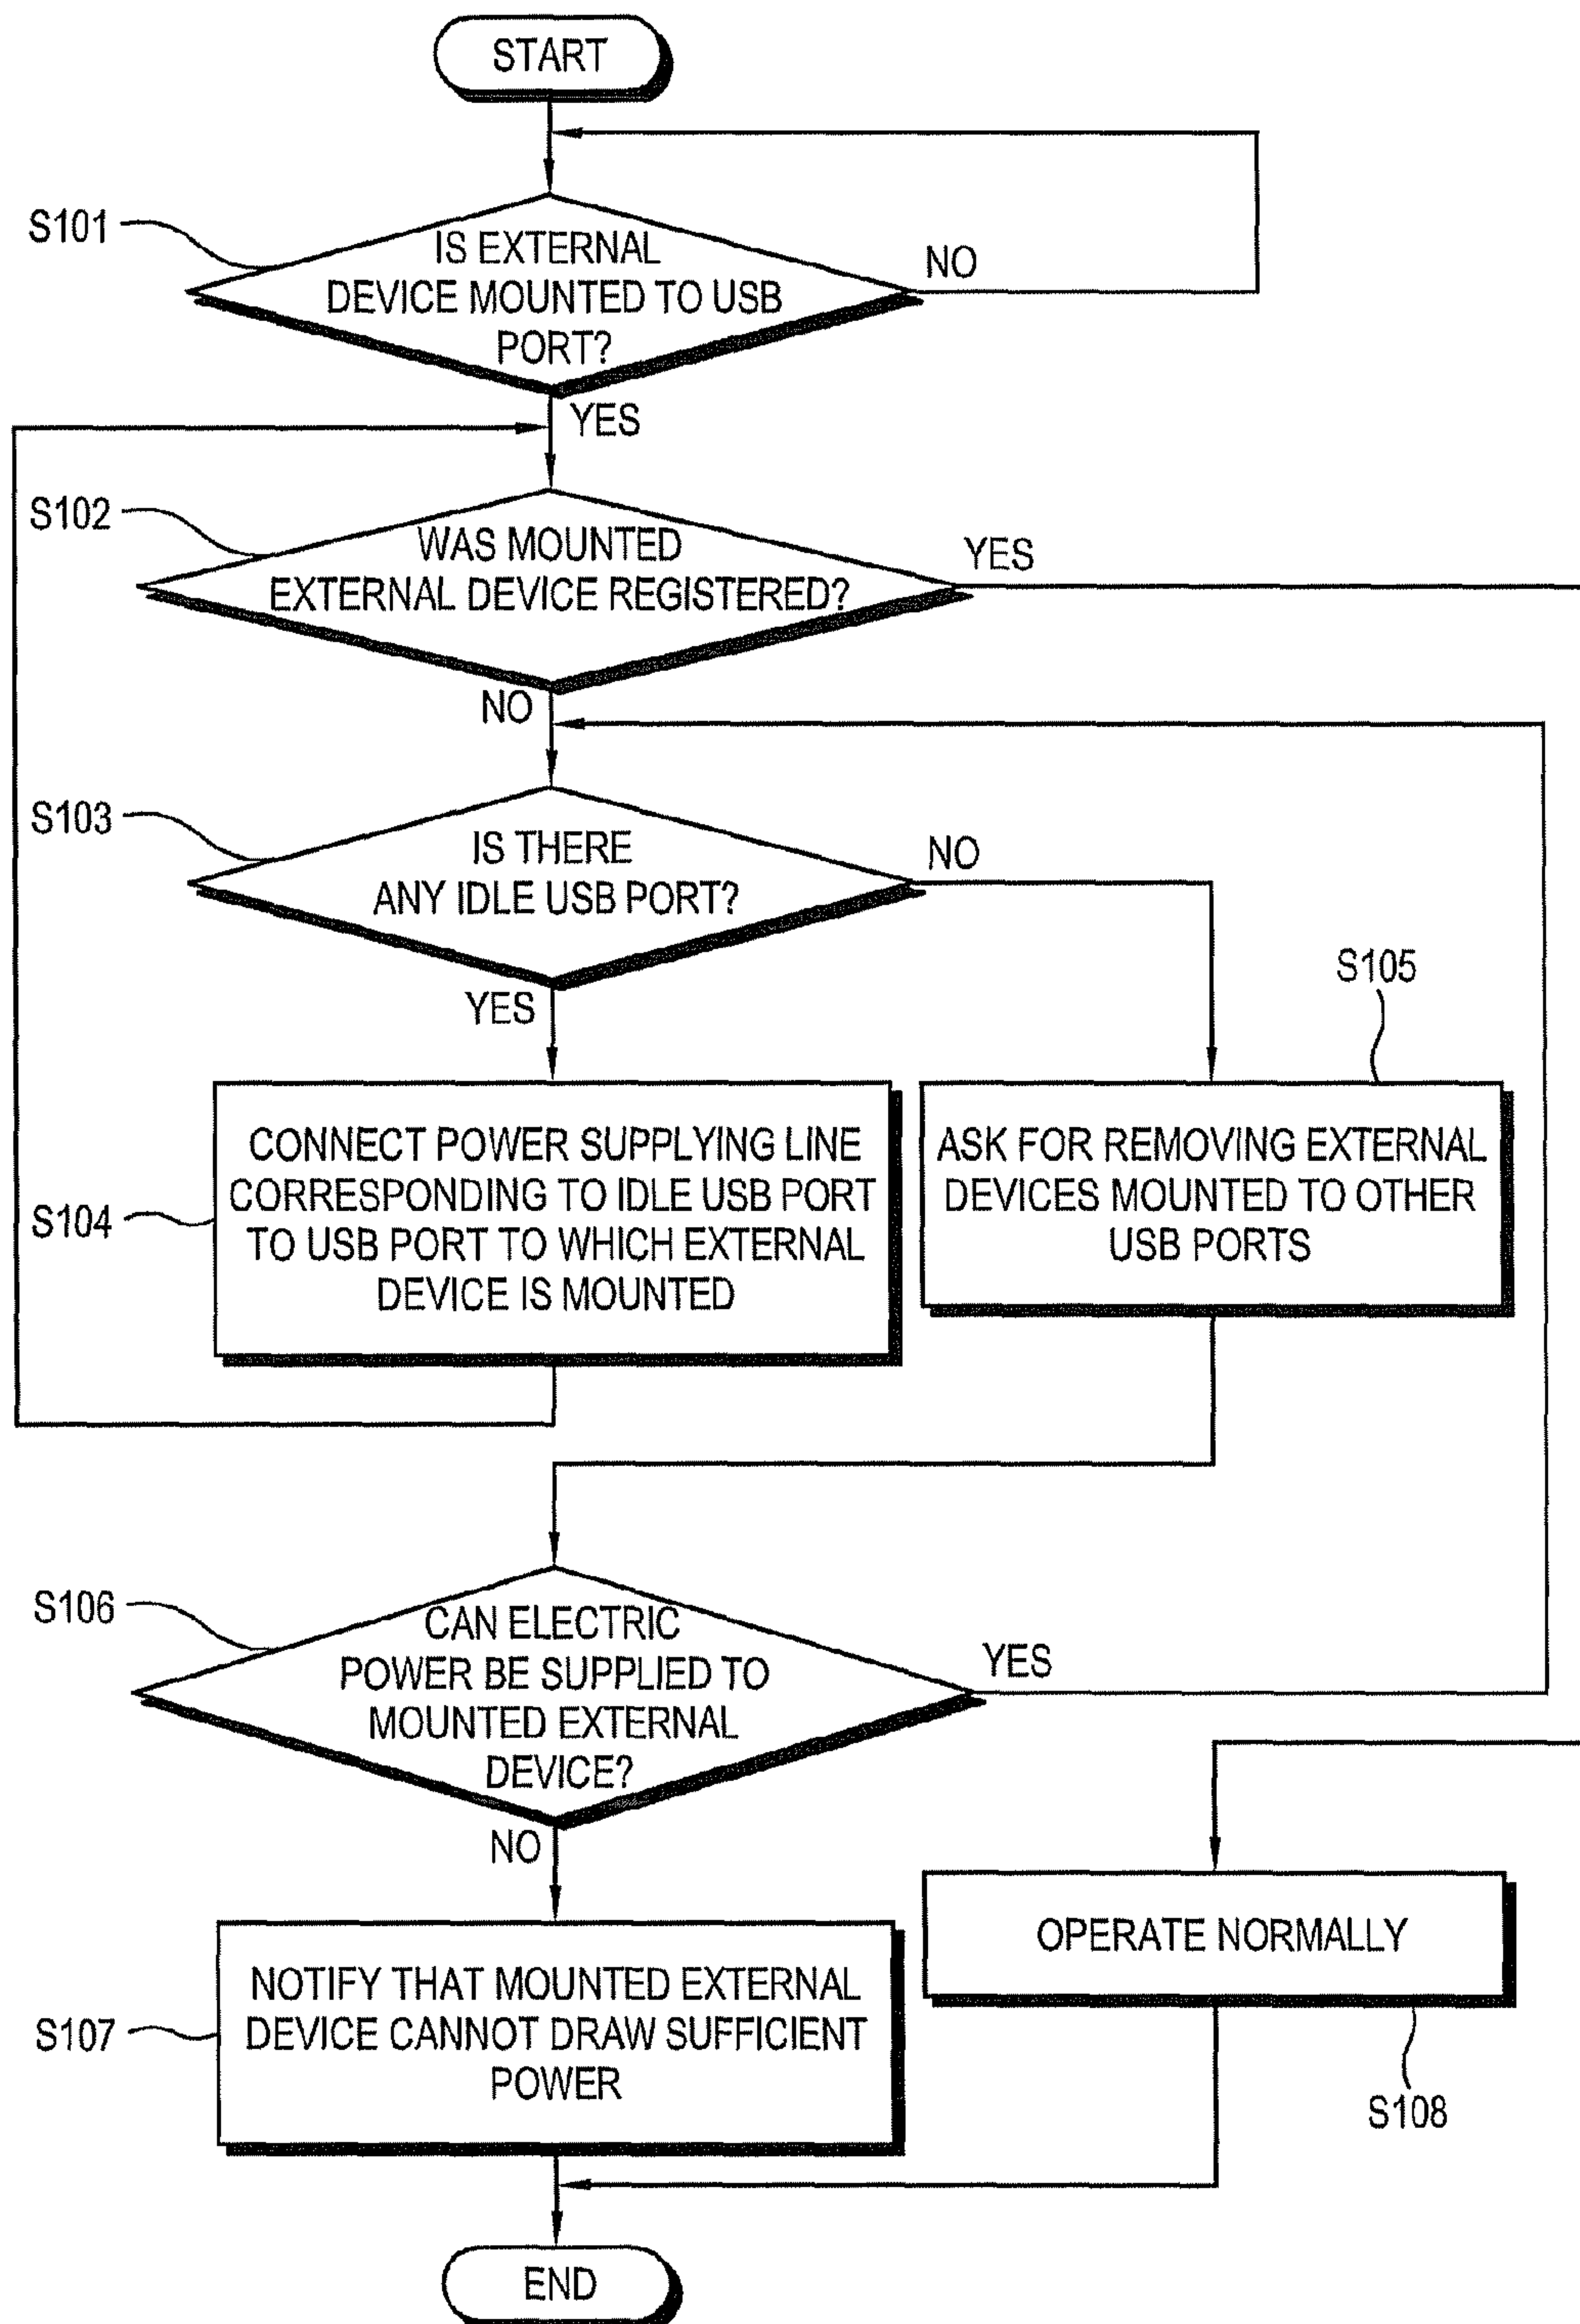 START
S101
IS EXTERNAL
DEVICE MOUNTED TO USB
PORT?
NO
YES
S102
WAS MOUNTED
EXTERNAL DEVICE REGISTERED?
YES
NO
S103
IS THERE
ANY IDLE USB PORT?
NO
YES
S105
S104
CONNECT POWER SUPPLYING LINE
CORRESPONDING TO IDLE USB PORT
TO USB PORT TO WHICH EXTERNAL
DEVICE IS MOUNTED
ASK FOR REMOVING EXTERNAL
DEVICES MOUNTED TO OTHER
USB PORTS
S106
CAN ELECTRIC
POWER BE SUPPLIED TO
MOUNTED EXTERNAL
DEVICE?
YES
NO
S107
NOTIFY THAT MOUNTED EXTERNAL
DEVICE CANNOT DRAW SUFFICIENT
POWER
OPERATE NORMALLY
S108
END